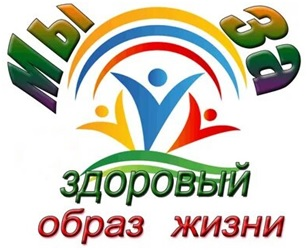 Мы За
здоровый
образ жизни